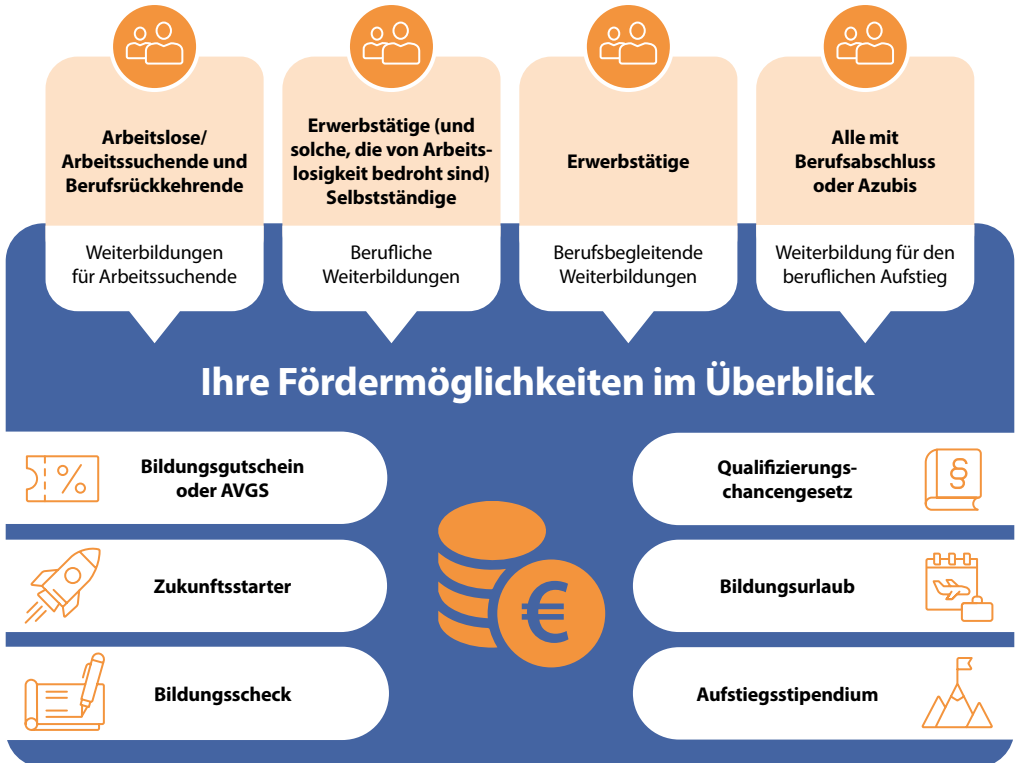 Arbeitslose/
Arbeitssuchende und
Berufsrückkehrende
Weiterbildungen
für Arbeitssuchende
Erwerbstätige (und
solche, die von Arbeits-
losigkeit bedroht sind)
Selbstständige
Berufliche
Weiterbildungen
Erwerbstätige
Berufsbegleitende
Weiterbildungen
Alle mit
Berufsabschluss
oder Azubis
Weiterbildung für den
beruflichen Aufstieg
Ihre Fördermöglichkeiten im Überblick
%
Bildungsgutschein
oder AVGS
Zukunftsstarter
Bildungsscheck
€
Qualifizierungs-
chancengesetz
§
Bildungsurlaub
Aufstiegsstipendium